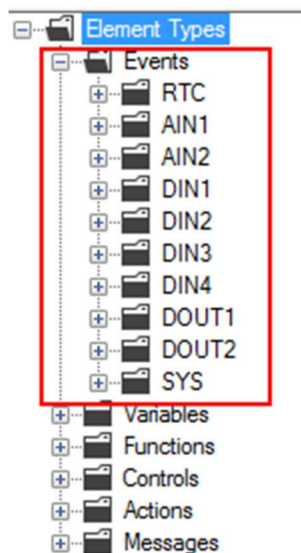 Element Types
Events
RTC
AIN1
AIN2
DIN1
DIN2
DIN3
DIN4
DOUT1
DOUT2
SYS
Variables
Functions
Controls
Actions
Messages